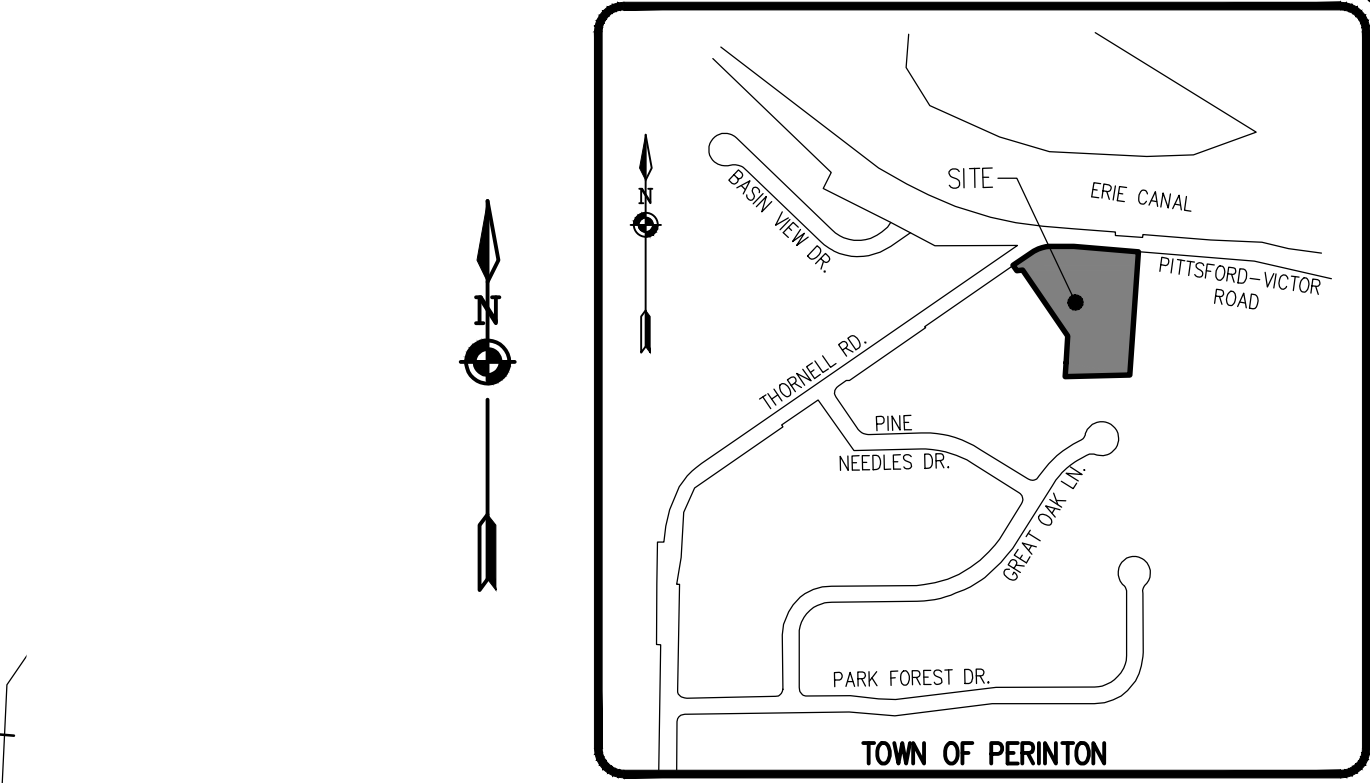 N
N
SITE
ERIE CANAL
BASIN VIEW DR.
PITTSFORD-VICTOR
ROAD
THORNELL RD.
PINE
NEEDLES DR.
GREAT OAK LN.
PARK FOREST DR.
TOWN OF PERINTON